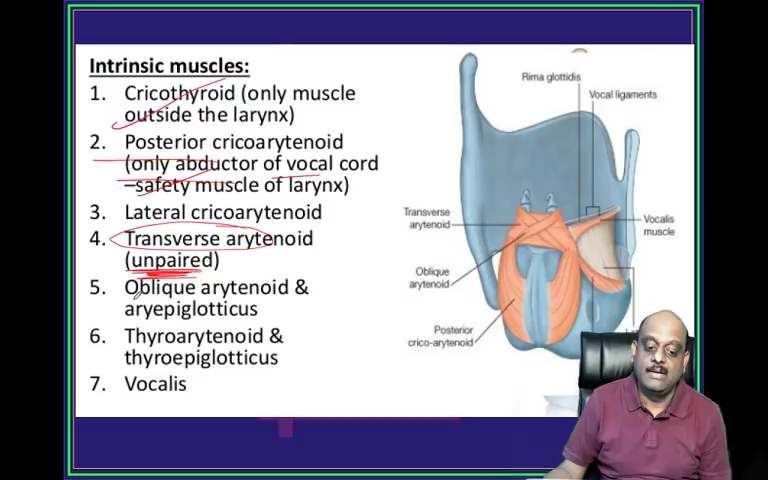 Intrinsic muscles:
1. Cricothyroid (only muscle
outside the larynx)
2. Posterior cricoarytenoid
(only abductor of vocal cord
–safety muscle of larynx)
3. Lateral cricoarytenoid
4. Transverse arytenoid
(unpaired)
5. Oblique arytenoid &
aryepiglotticus
6. Thyroarytenoid &
thyroepiglotticus
7. Vocalis
Rima glottidis
Vocal ligaments
Transverse
arytenoid
Vocalis
muscle
Oblique
arytenoid
Posterior
crico-arytenoid